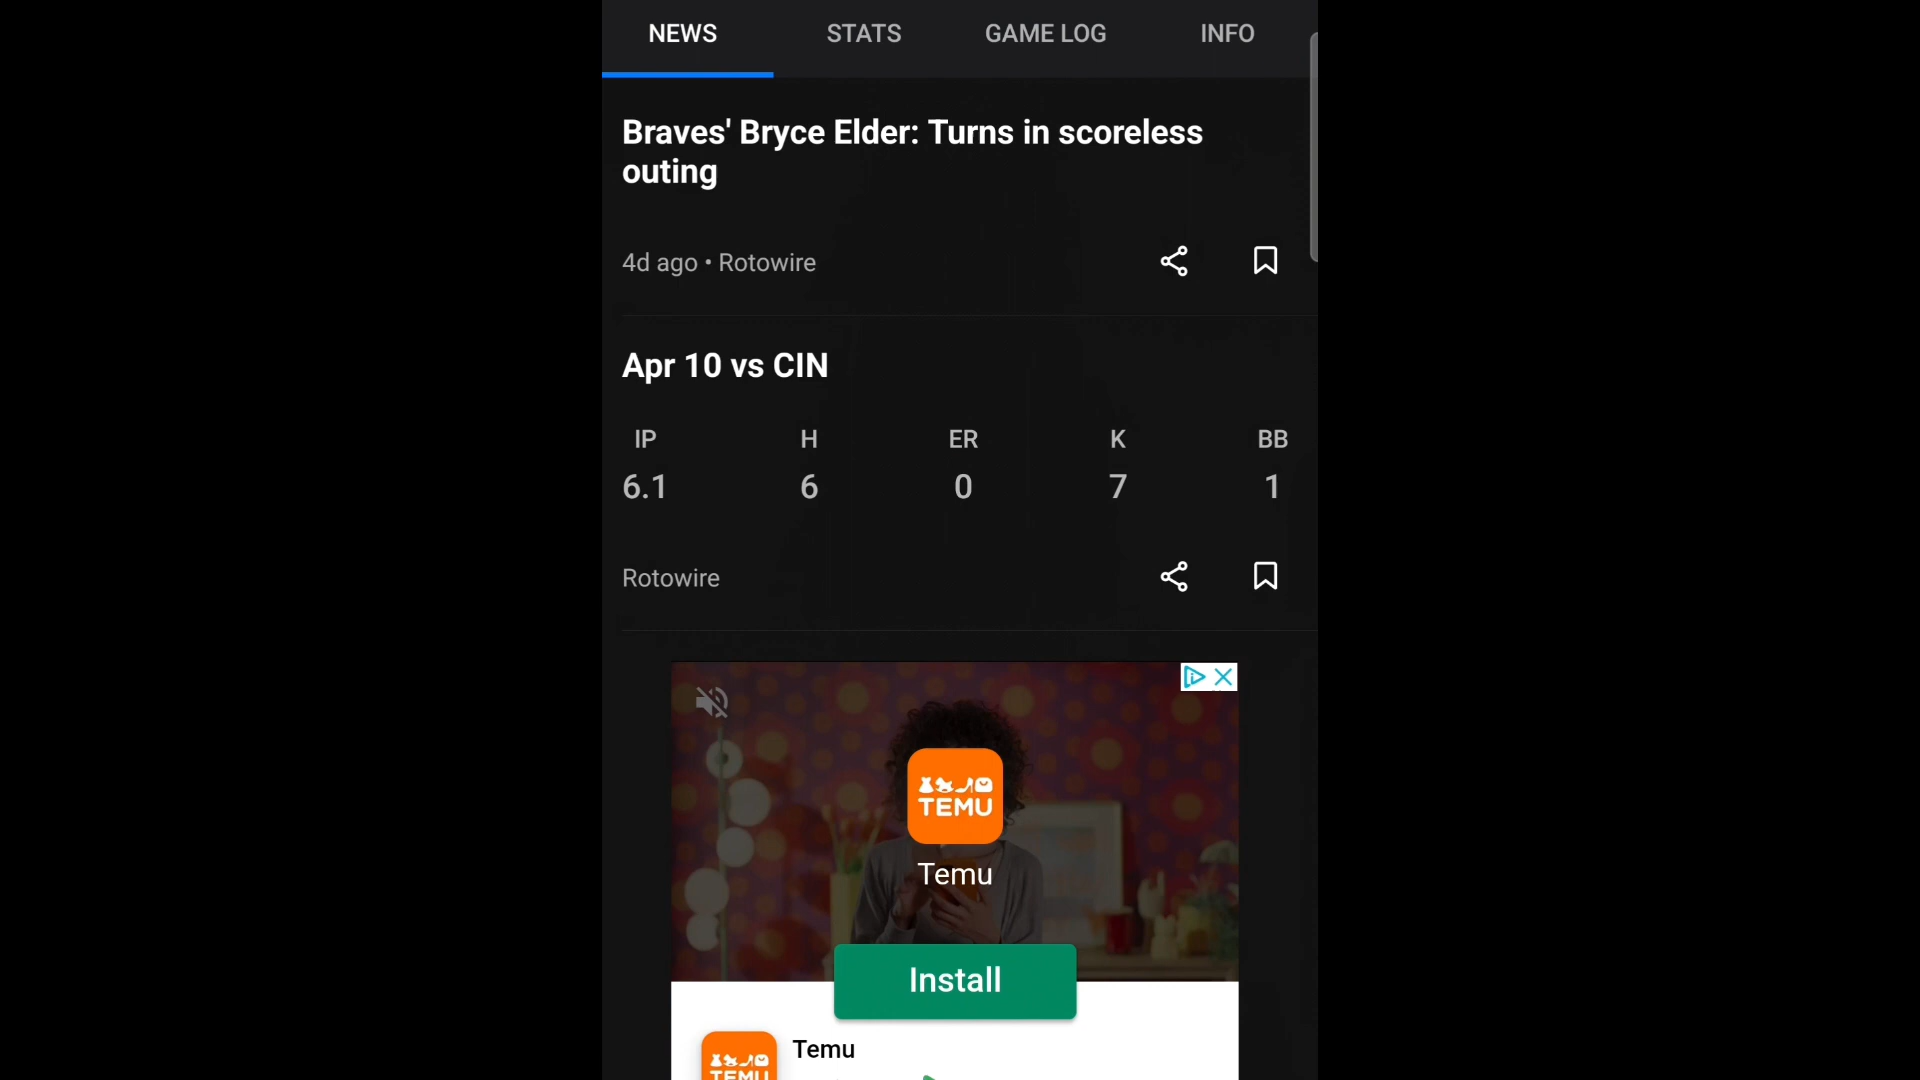 NEWS STATS GAME LOG INFO
Braves' Bryce Elder: Turns in scoreless
outing
4d ago • Rotowire
Apr 10 vs CIN
IP H ER K BB
6.1 6 0 7 1
Rotowire
TEMU
Temu
Install
Temu
TEMU